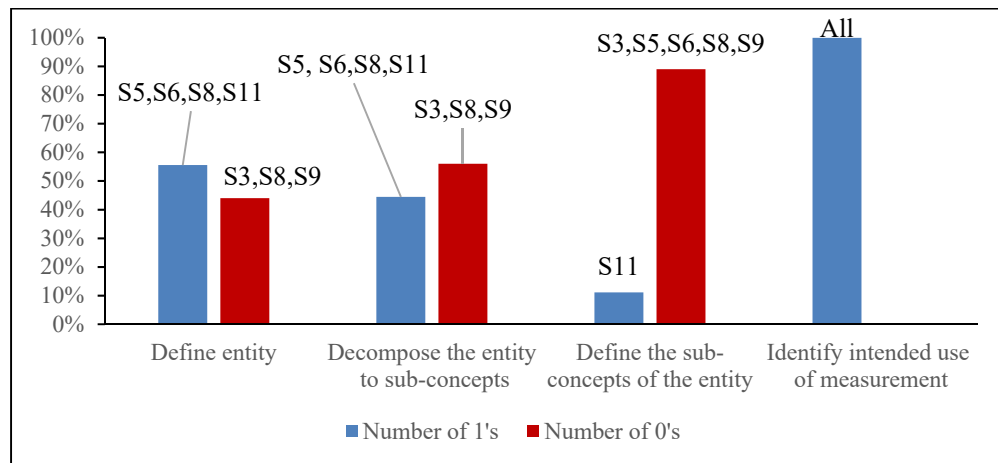 100%
90%
80%
70%
60%
50%
40%
30%
20%
10%
0%
S5,S6,S8,S11
S3,S8,S9
S5, S6,S8,S11
S3,S8,S9
S11
S3,S5,S6,S8,S9
All
Define entity
Decompose the entity
to sub-concepts
Define the sub-
concepts of the entity
Identify intended use
of measurement
Number of 1's
Number of 0's